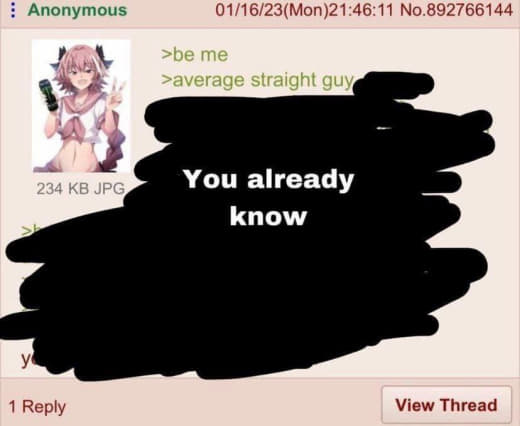 Anonymous 01/16/23(Mon)21:46:11 No.892766144
>be me
>average straight guy
234 KB JPG
You already
know
1 Reply
View Thread